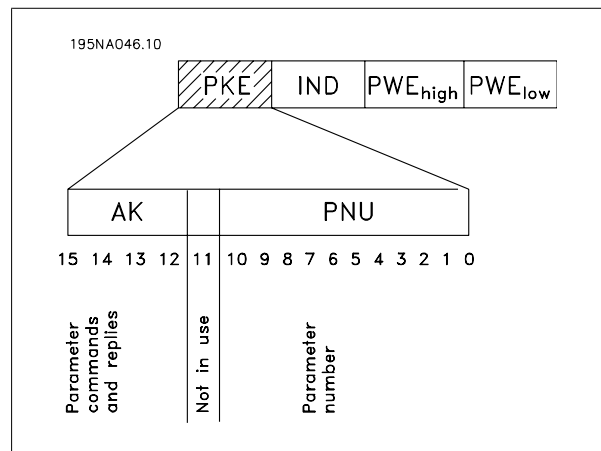 195NA046.10
PKE IND PWEhigh PWElow
AK PNU
15 14 13 12 11 10 9 8 7 6 5 4 3 2 1 0
Parameter
commands
and replies
Not in use
Parameter
number